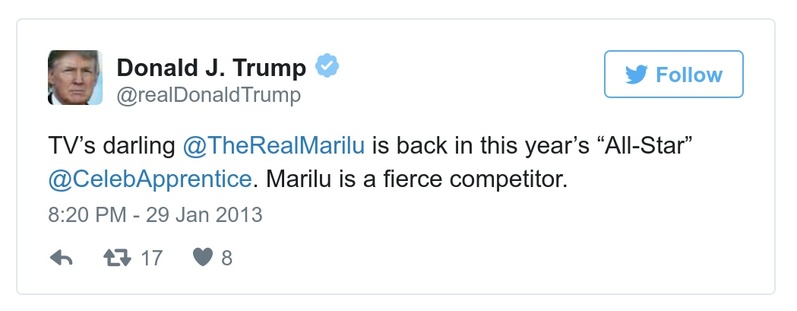 Donald J. Trump
@realDonaldTrump
Follow
TV’s darling @TheRealMarilu is back in this year’s “All-Star”
@CelebApprentice. Marilu is a fierce competitor.
8:20 PM - 29 Jan 2013
17 8